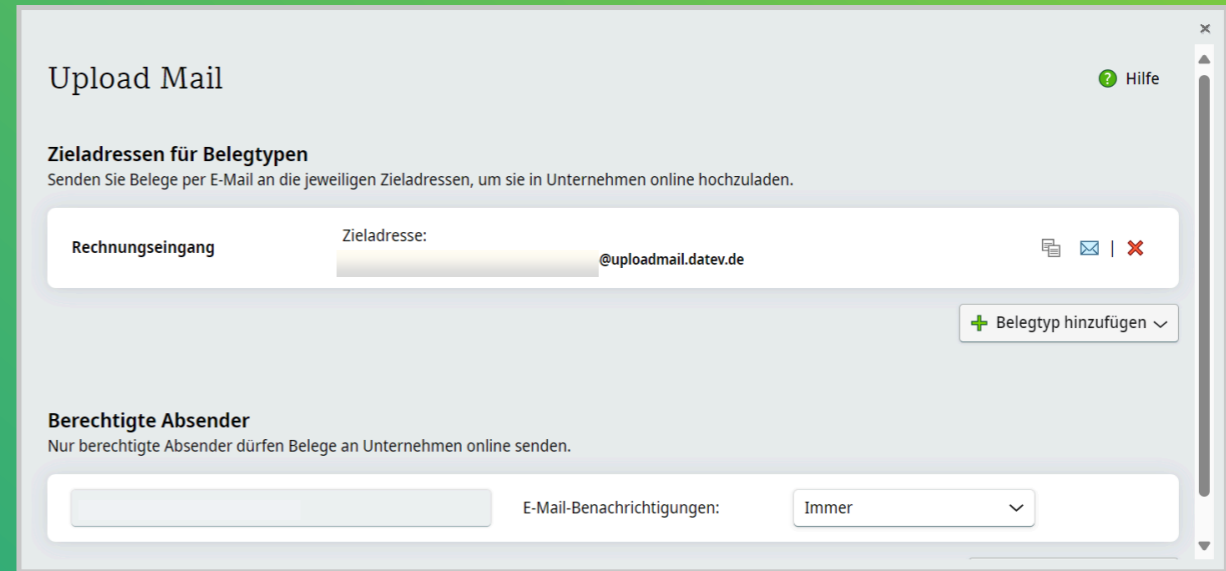 Upload Mail
Hilfe
Zieladressen für Belegtypen
Senden Sie Belege per E-Mail an die jeweiligen Zieladressen, um sie in Unternehmen online hochzuladen.
Rechnungseingang
Zieladresse:
@uploadmail.datev.de
Belegtyp hinzufügen
Berechtigte Absender
Nur berechtigte Absender dürfen Belege an Unternehmen online senden.
E-Mail-Benachrichtigungen:
Immer